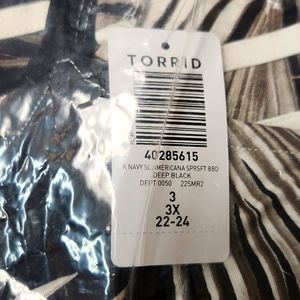 TORRID
40285615
K NAVY SL AMERICANA SPRSFT BBD
DEEP BLACK
DEPT 0050 22SMR2
3
3X
22-24